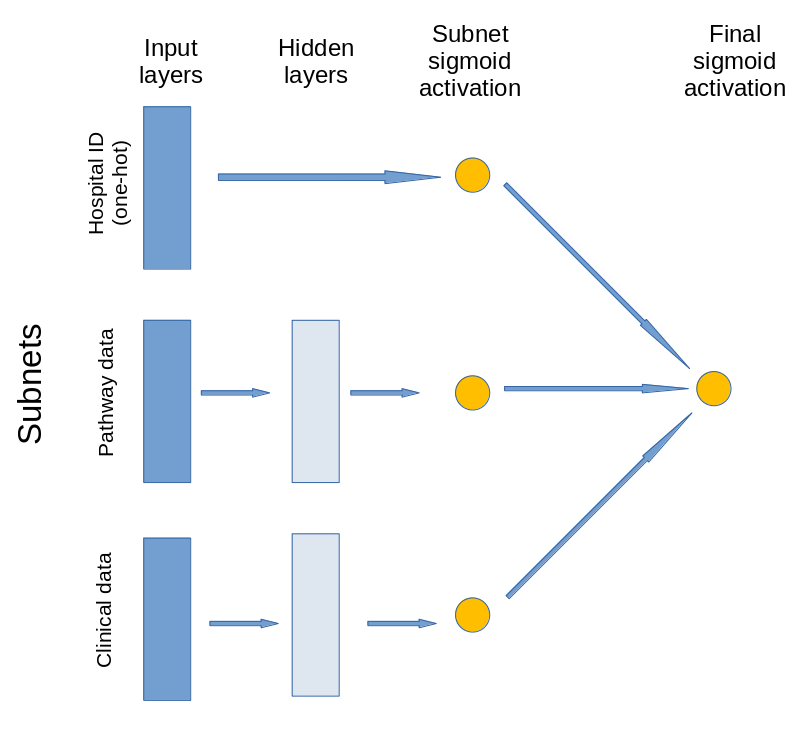 Input
layers
Hidden
layers
Subnet
sigmoid
activation
Final
sigmoid
activation
Subnets
Hospital ID
(one-hot)
Pathway data
Clinical data